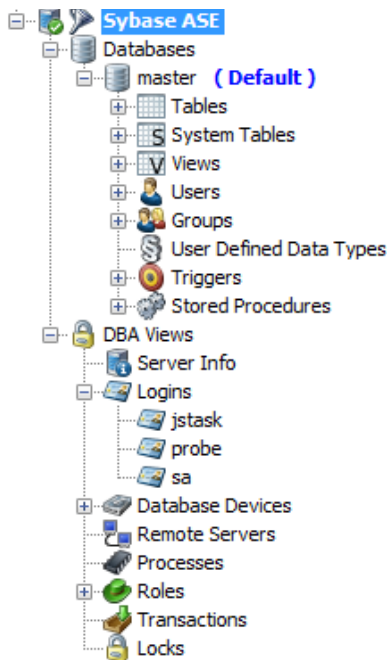 Sybase ASE
Databases
master ( Default )
Tables
S System Tables
V Views
Users
Groups
§ User Defined Data Types
Triggers
Stored Procedures
DBA Views
Server Info
Logins
jstask
probe
sa
Database Devices
Remote Servers
Processes
Roles
Transactions
Locks